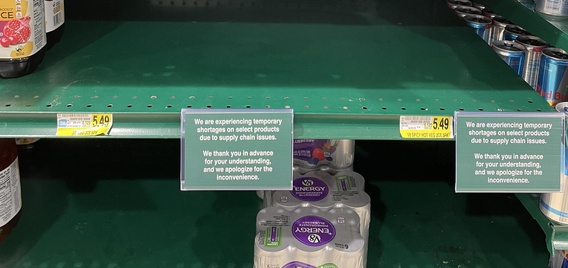 CE
5.49
5.49
We are experiencing temporary
shortages on select products
due to supply chain issues.
We thank you in advance
for your understanding,
and we apologize for the
inconvenience.
We are experiencing temporary
shortages on select products
due to supply chain issues.
We thank you in advance
for your understanding,
and we apologize for the
inconvenience.
V8
+ENERGY
V8
+ENERGY